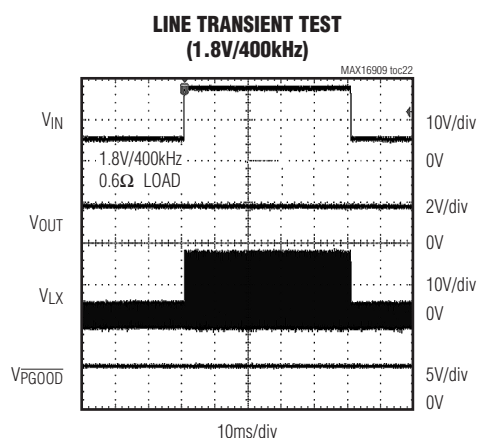 LINE TRANSIENT TEST
(1.8V/400kHz)
MAX16909 toc22
VIN
10V/div
0V
1.8V/400kHz
0.6Ω LOAD
VOUT
2V/div
0V
VLX
10V/div
0V
VPGOOD
5V/div
0V
10ms/div